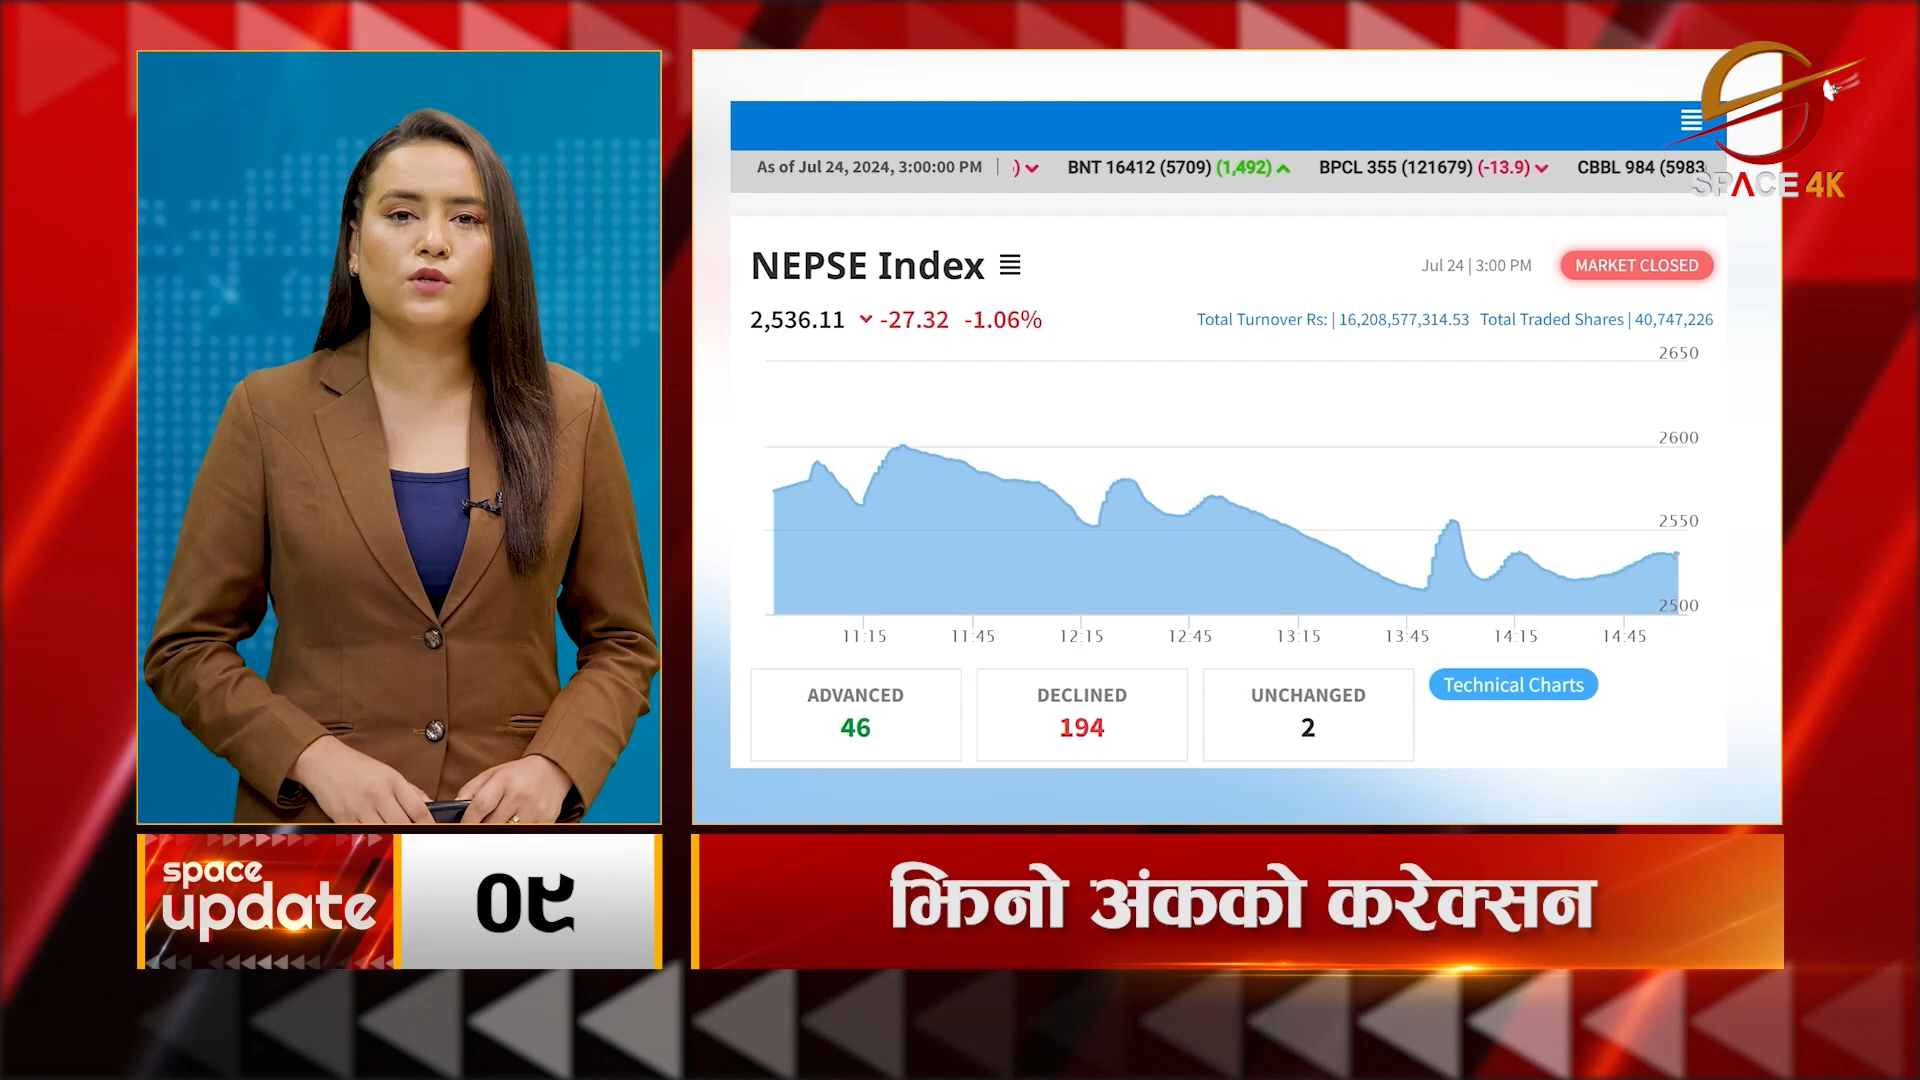 SPACE 4K
As of Jul 24, 2024, 3:00:00 PM | ) BNT 16412 (5709) (1,492) BPCL 355 (121679) (-13.9) CBBL 984 (5983
NEPSE Index
Jul 24 | 3:00 PM MARKET CLOSED
2,536.11 -27.32 -1.06%
Total Turnover Rs: | 16,208,577,314.53 Total Traded Shares | 40,747,226
2650
2600
2550
2500
11:15 11:45 12:15 12:45 13:15 13:45 14:15 14:45
ADVANCED DECLINED UNCHANGED Technical Charts
46 194 2
space
update
०९
झिनो अंकको करेक्सन